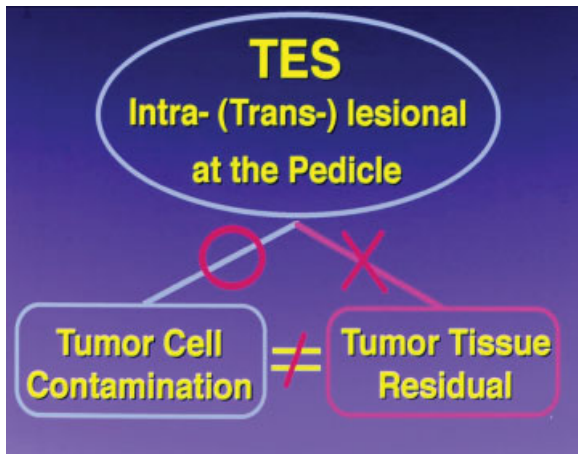 TES
Intra- (Trans-) lesional
at the Pedicle
Tumor Cell
Contamination
≠
Tumor Tissue
Residual